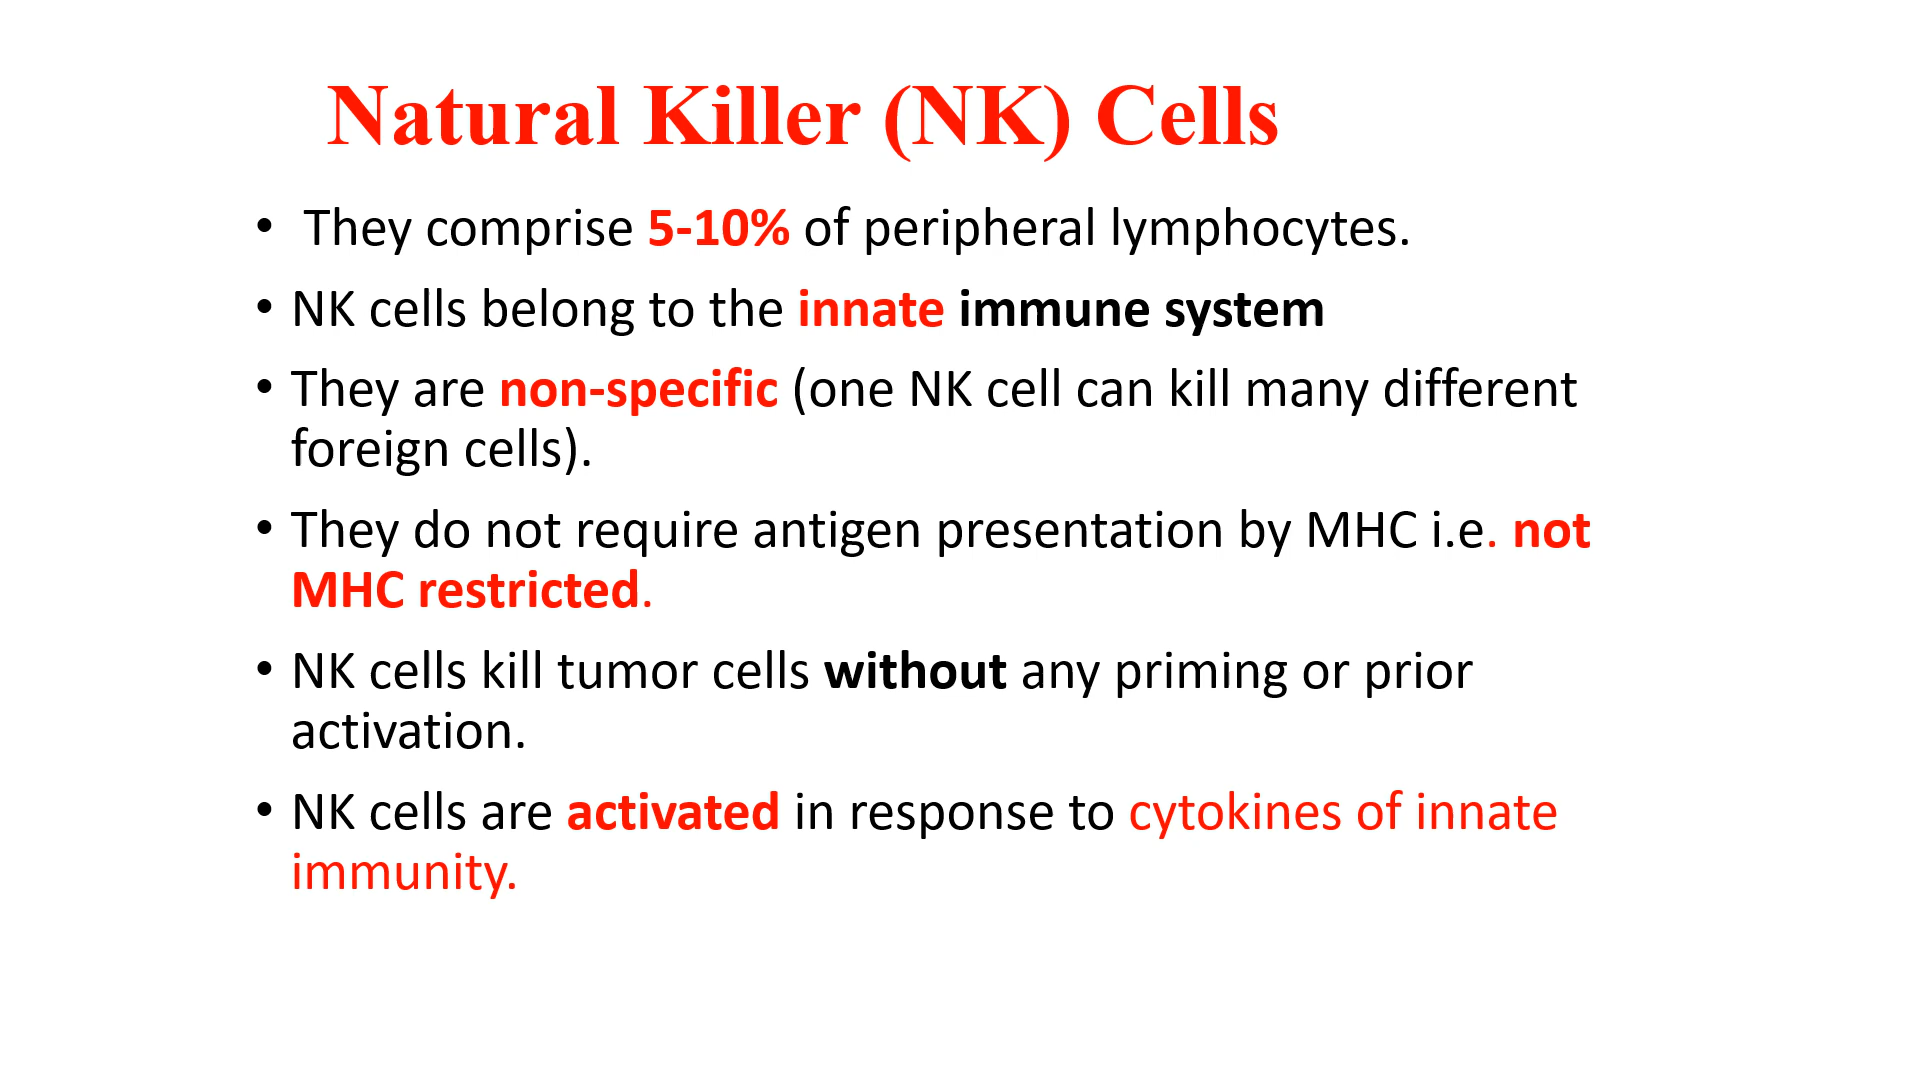 Natural Killer (NK) Cells
• They comprise 5-10% of peripheral lymphocytes.
• NK cells belong to the innate immune system
• They are non-specific (one NK cell can kill many different
foreign cells).
• They do not require antigen presentation by MHC i.e. not
MHC restricted.
• NK cells kill tumor cells without any priming or prior
activation.
• NK cells are activated in response to cytokines of innate
immunity.